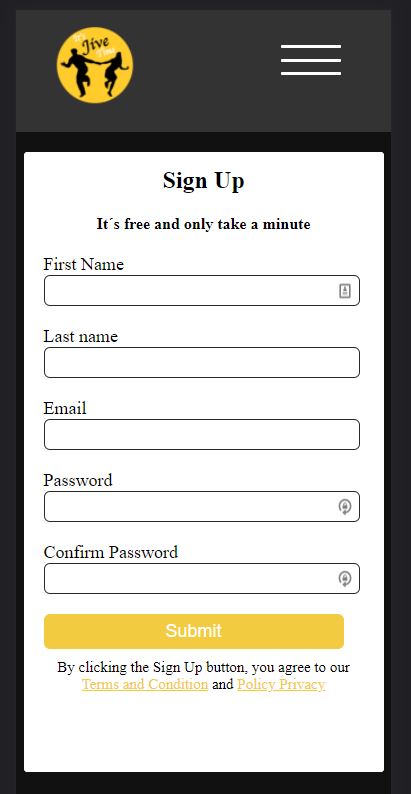 It's
Jive
Time
Sign Up
It´s free and only take a minute
First Name
Last name
Email
Password
Confirm Password
Submit
By clicking the Sign Up button, you agree to our
Terms and Condition and Policy Privacy